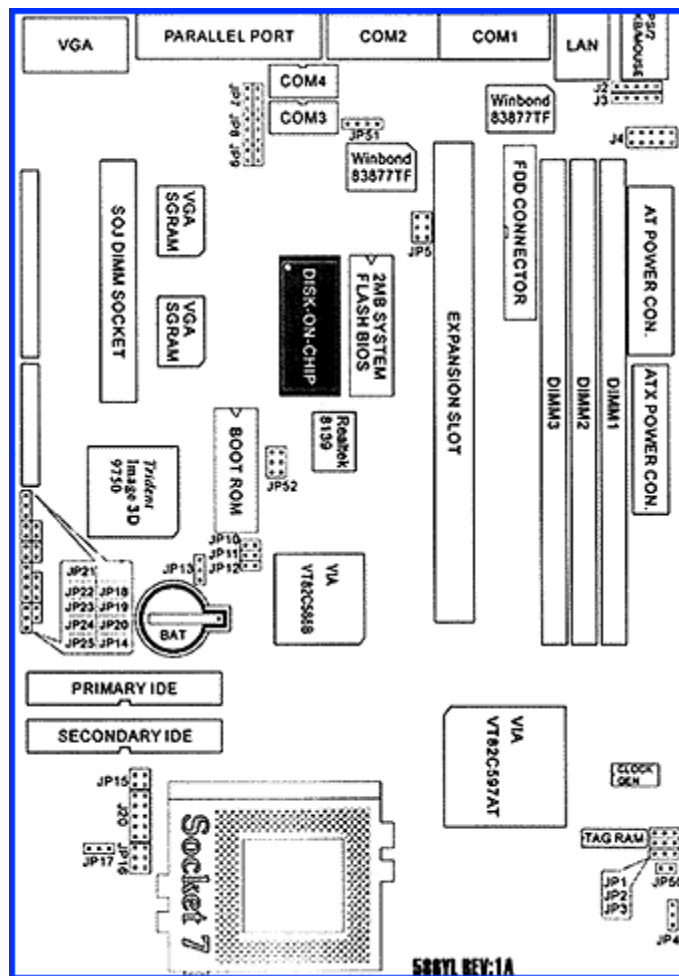 VGA
PARALLEL PORT
COM2
COM1
LAN
PS/2
KB/MOUSE
J2
J3
COM4
COM3
JP7
JP8
JP9
JP51
Winbond
83877TF
Winbond
83877TF
J4
SOJ DIMM SOCKET
VGA
SGRAM
VGA
SGRAM
DISK-ON-CHIP
2MB SYSTEM
FLASH BIOS
JP5
EXPANSION SLOT
FDD CONNECTOR
DIMM3
DIMM2
DIMM1
AT POWER CON.
ATX POWER CON.
Trident
Image 3D
9750
BOOT ROM
Realtek
8139
JP52
JP10
JP11
JP12
JP13
VIA
VT82C586B
JP21
JP22 JP18
JP23 JP19
JP24 JP20
JP25 JP14
BAT
PRIMARY IDE
SECONDARY IDE
VIA
VT82C597AT
CLOCK
GEN
JP15
J20
JP17
JP16
Socket 7
TAG RAM
JP1
JP2
JP3
JP50
JP4
588YL REV:1A